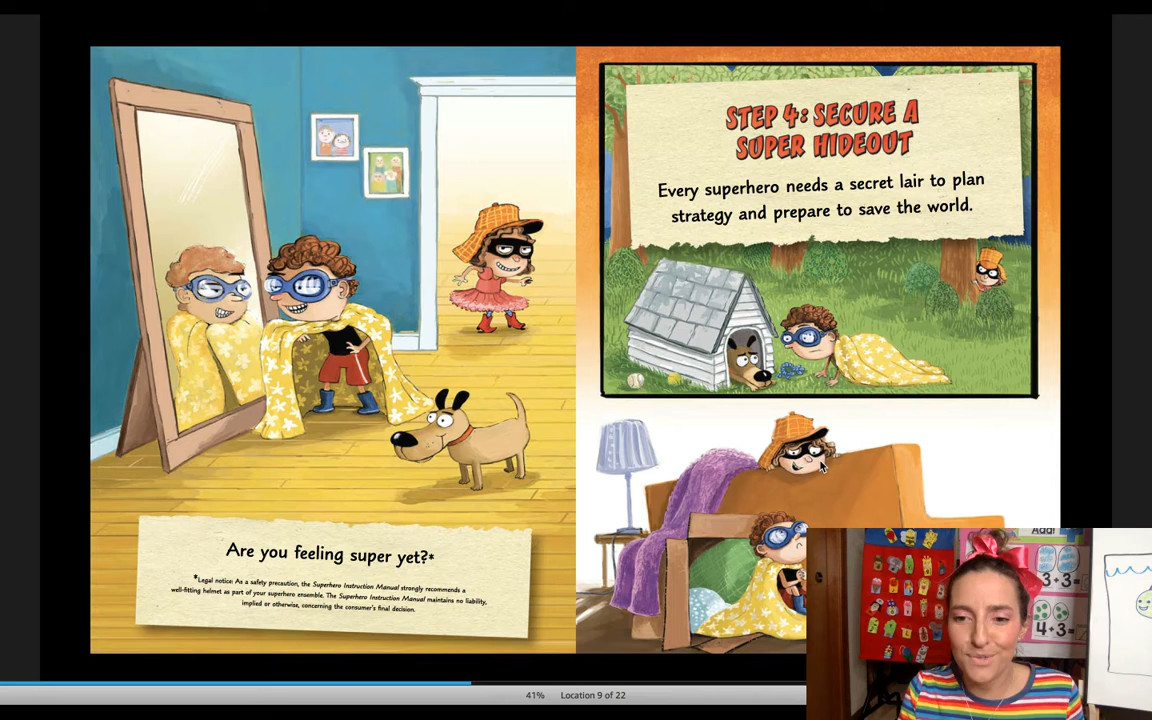 Are you feeling super yet?*
*Legal notice: As a safety precaution, the Superhero Instruction Manual strongly recommends a
well-fitting helmet as part of your superhero ensemble. The Superhero Instruction Manual maintains no liability,
implied or otherwise, concerning the consumer's final decision.
STEP 4: SECURE A
SUPER HIDEOUT
Every superhero needs a secret lair to plan
strategy and prepare to save the world.
Add!
3+3=
4+3=
41% Location 9 of 22